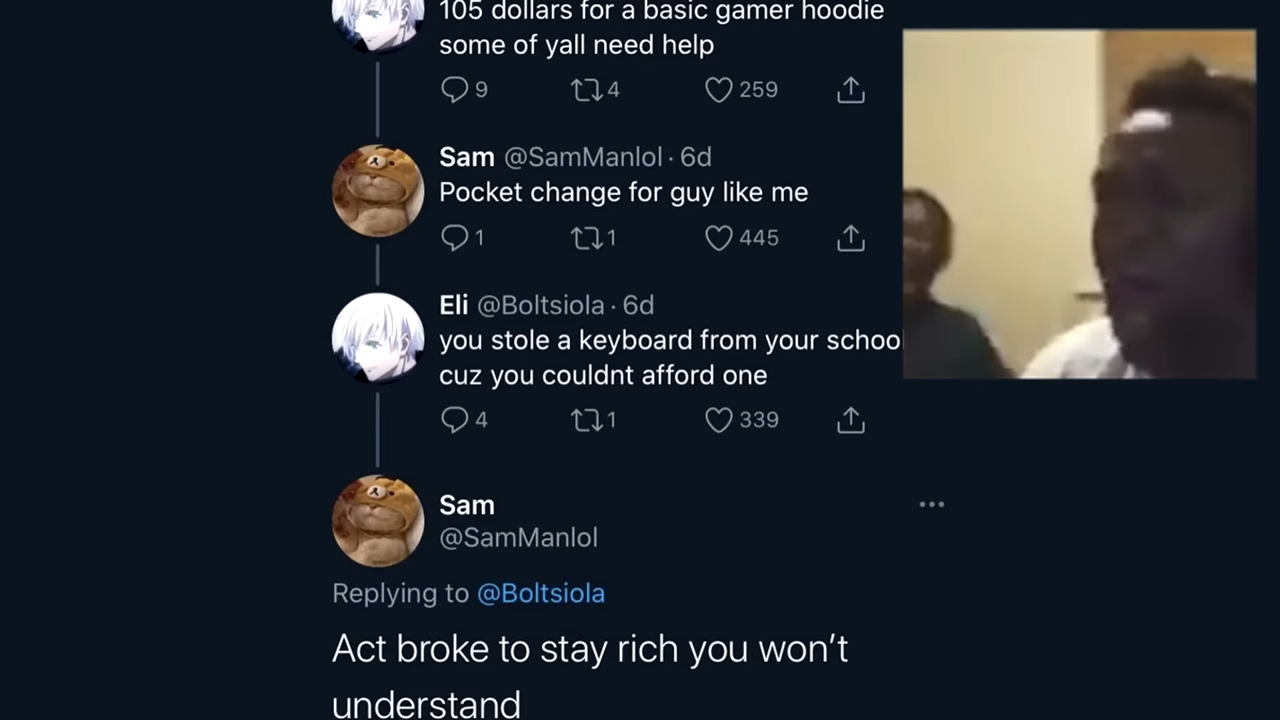 105 dollars for a basic gamer hoodie
some of yall need help
9 4 259
Sam @SamManlol · 6d
Pocket change for guy like me
1 1 445
Eli @Boltsiola · 6d
you stole a keyboard from your school
cuz you couldnt afford one
4 1 339
Sam
@SamManlol
Replying to @Boltsiola
Act broke to stay rich you won’t
understand